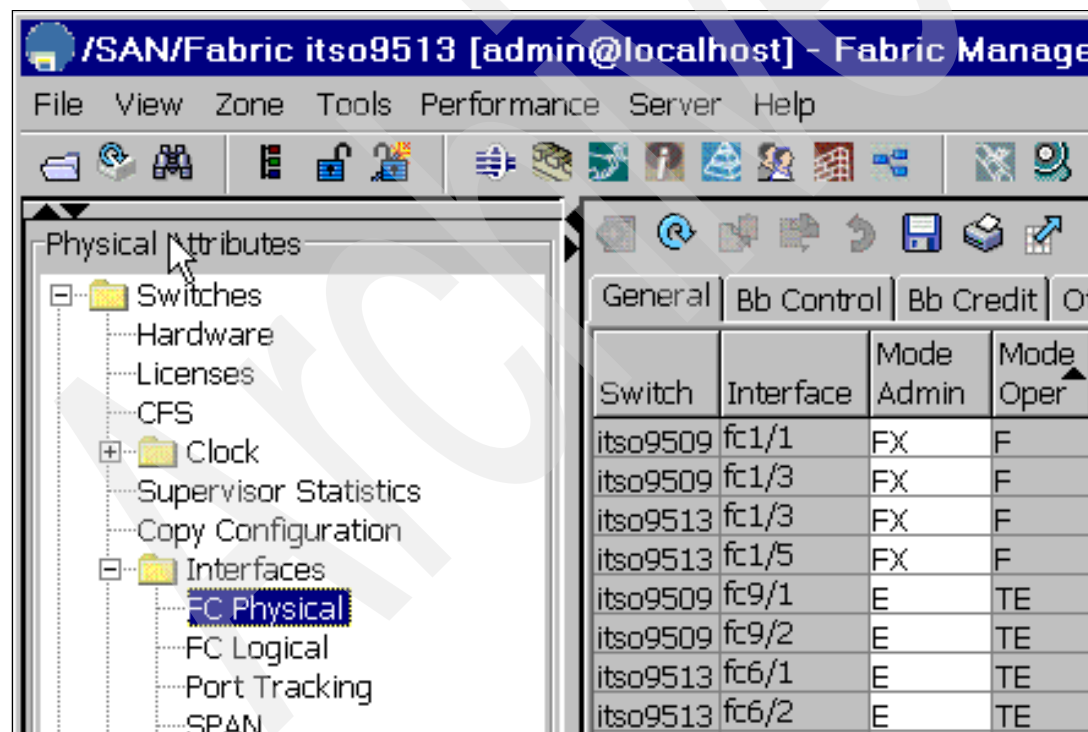 /SAN/Fabric itso9513 [admin@localhost] - Fabric Manage
File View Zone Tools Performance Server Help
Physical Attributes
Switches
Hardware
Licenses
CFS
Clock
Supervisor Statistics
Copy Configuration
Interfaces
FC Physical
FC Logical
Port Tracking
SPAN
General Bb Control Bb Credit
Switch Interface Mode Admin Mode Oper
itso9509 fc1/1 FX F
itso9509 fc1/3 FX F
itso9513 fc1/3 FX F
itso9513 fc1/5 FX F
itso9509 fc9/1 E TE
itso9509 fc9/2 E TE
itso9513 fc6/1 E TE
itso9513 fc6/2 E TE